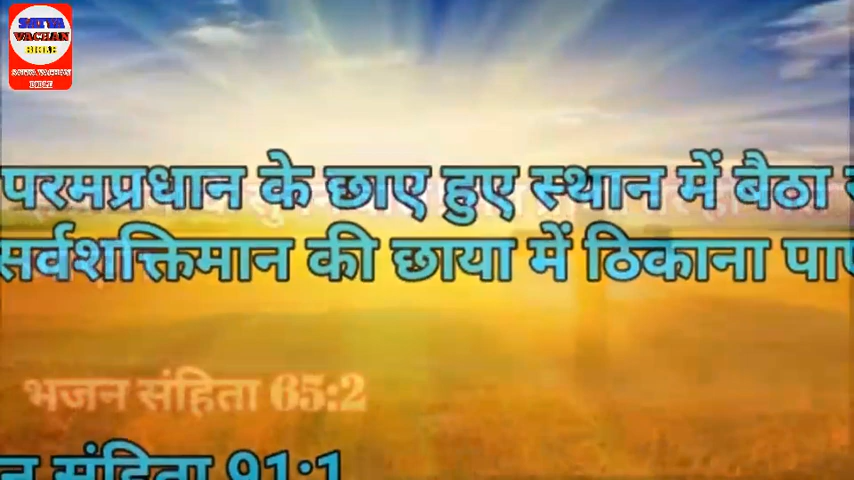 SATYA
VACHAN
BIBLE
SATYA VACHAN
BIBLE
परमप्रधान के छाए हुए स्थान में बैठा
सर्वशक्तिमान की छाया में ठिकाना
भजन संहिता 65:2
संहिता 91:1